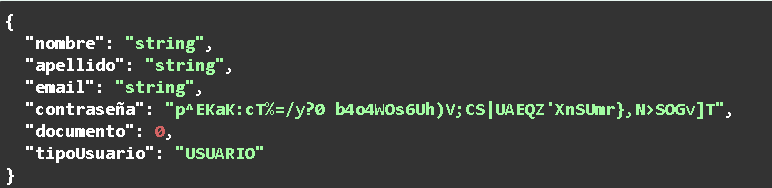 {
"nombre": "string",
"apellido": "string",
"email": "string",
"contraseña": "p^EKaK:cT%=/y?0 b4o4WOs6Uh)V;CS|UAEQZ'XnSUmr},N>SOGv]T",
"documento": 0,
"tipoUsuario": "USUARIO"
}